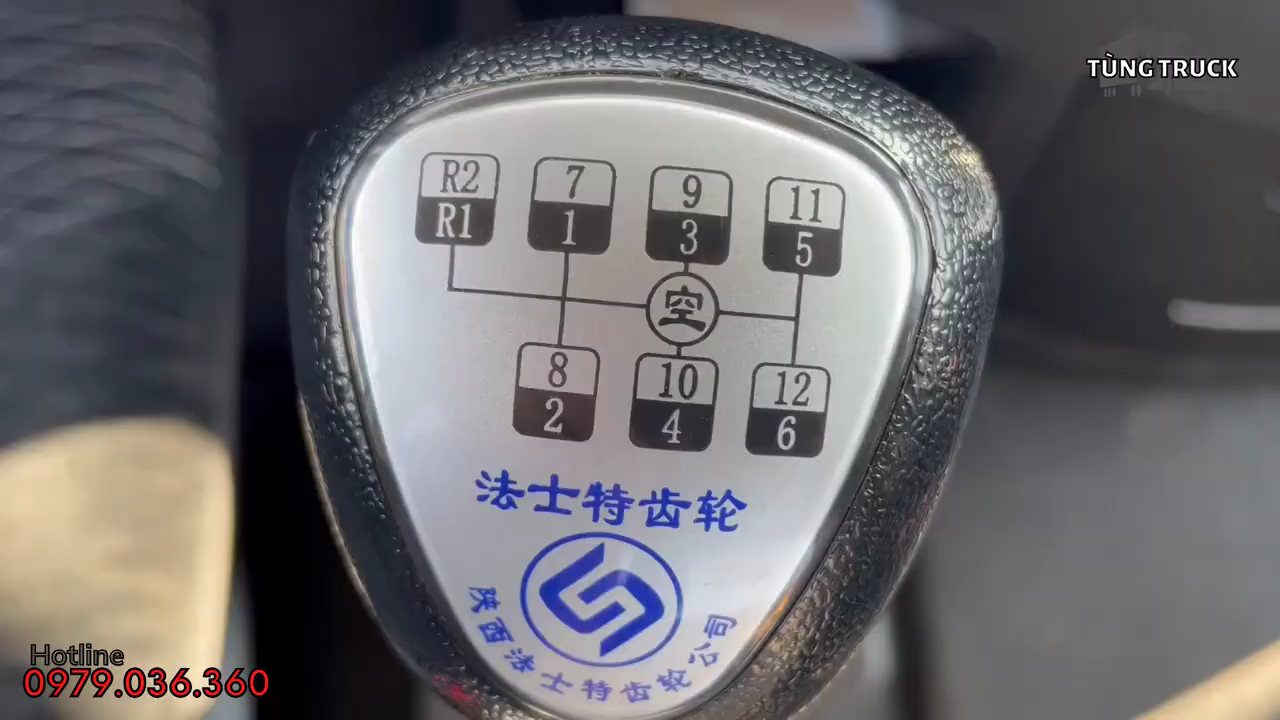 TÙNG TRUCK
R2 7 9 11
R1 1 3 5
空
8 10 12
2 4 6
法士特齿轮
陕西法士特齿轮公司
Hotline
0979.036.360